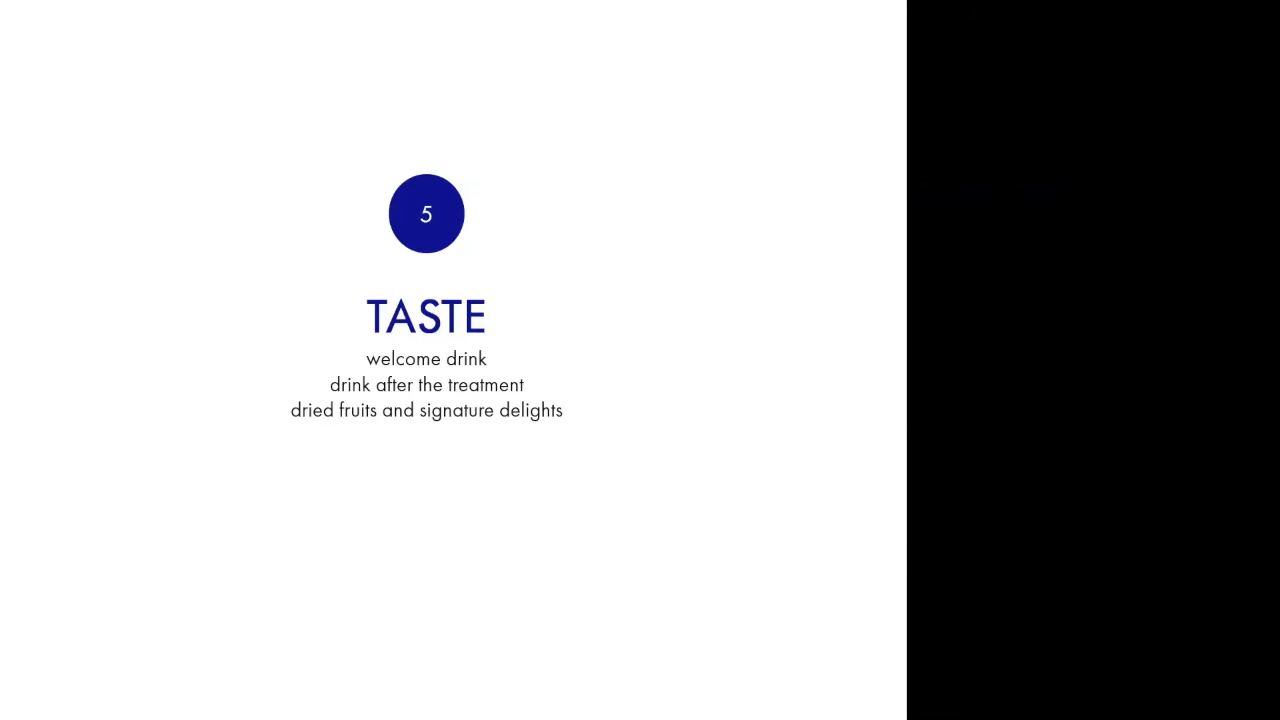 5
TASTE
welcome drink
drink after the treatment
dried fruits and signature delights